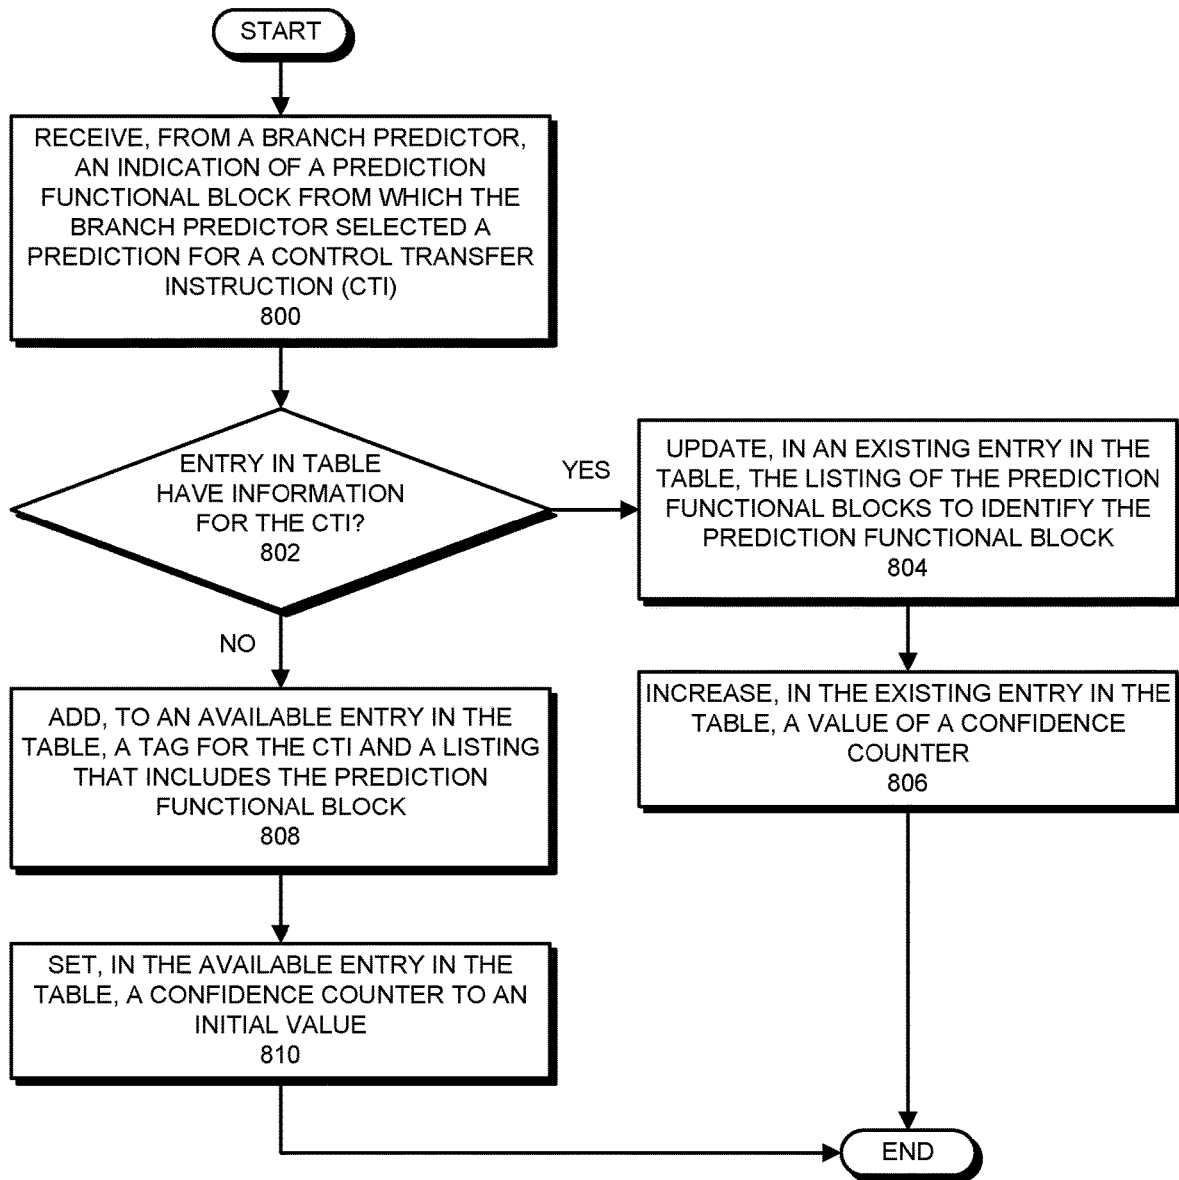 START
RECEIVE, FROM A BRANCH PREDICTOR,
AN INDICATION OF A PREDICTION
FUNCTIONAL BLOCK FROM WHICH THE
BRANCH PREDICTOR SELECTED A
PREDICTION FOR A CONTROL TRANSFER
INSTRUCTION (CTI)
800
ENTRY IN TABLE
HAVE INFORMATION
FOR THE CTI?
802
YES
UPDATE, IN AN EXISTING ENTRY IN THE
TABLE, THE LISTING OF THE PREDICTION
FUNCTIONAL BLOCKS TO IDENTIFY THE
PREDICTION FUNCTIONAL BLOCK
804
INCREASE, IN THE EXISTING ENTRY IN THE
TABLE, A VALUE OF A CONFIDENCE
COUNTER
806
NO
ADD, TO AN AVAILABLE ENTRY IN THE
TABLE, A TAG FOR THE CTI AND A LISTING
THAT INCLUDES THE PREDICTION
FUNCTIONAL BLOCK
808
SET, IN THE AVAILABLE ENTRY IN THE
TABLE, A CONFIDENCE COUNTER TO AN
INITIAL VALUE
810
END